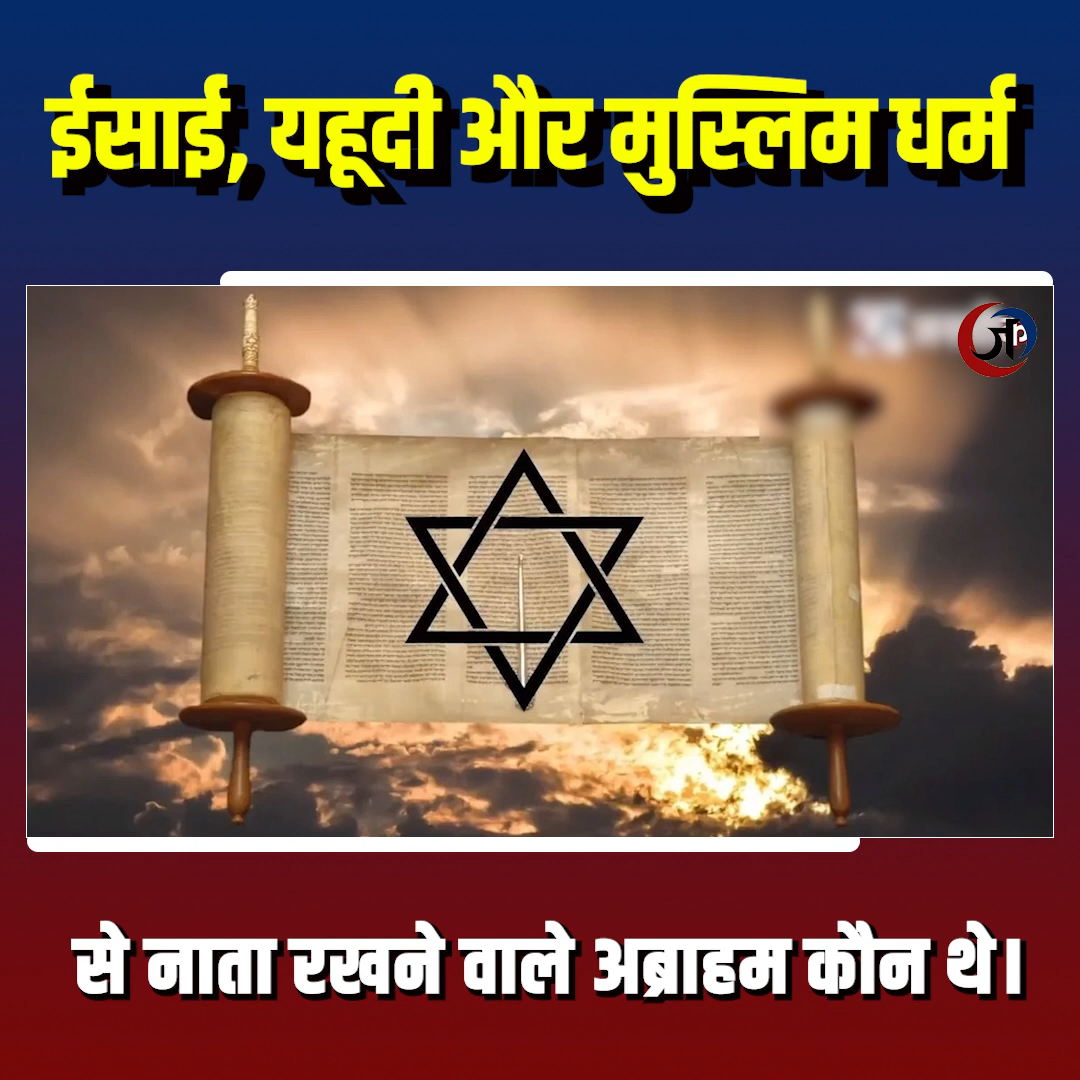 ईसाई, यहूदी और मुस्लिम धर्म
से नाता रखने वाले अब्राहम कौन थे।